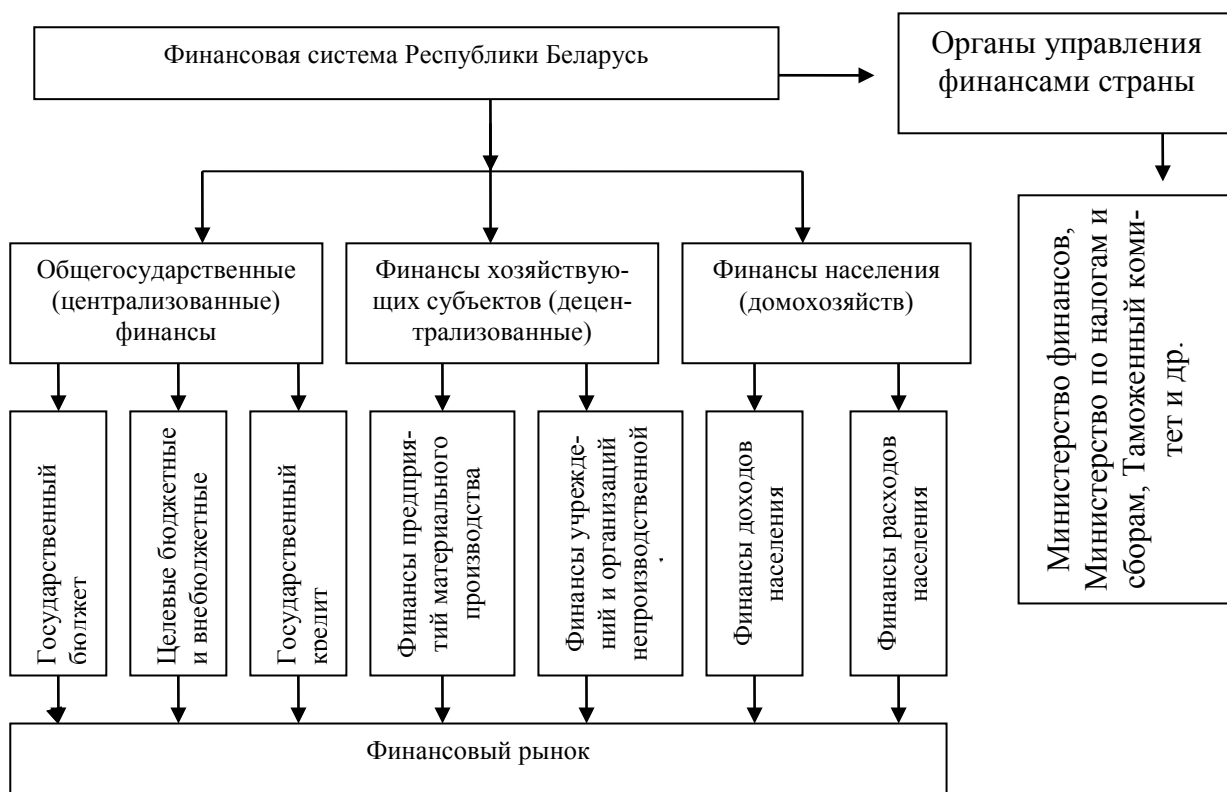 Финансовая система Республики Беларусь
Органы управления
финансами страны
Общегосударственные
(централизованные)
финансы
Финансы хозяйствую-
щих субъектов (децен-
трализованные)
Финансы населения
(домохозяйств)
Министерство финансов,
Министерство по налогам и
сборам, Таможенный коми-
тет и др.
Государственный
бюджет
Целевые бюджетные
и внебюджетные
Государственный
кредит
Финансы предприя-
тий материального
производства
Финансы учрежде-
ний и организаций
непроизводственной
Финансы доходов
населения
Финансы расходов
населения
Финансовый рынок